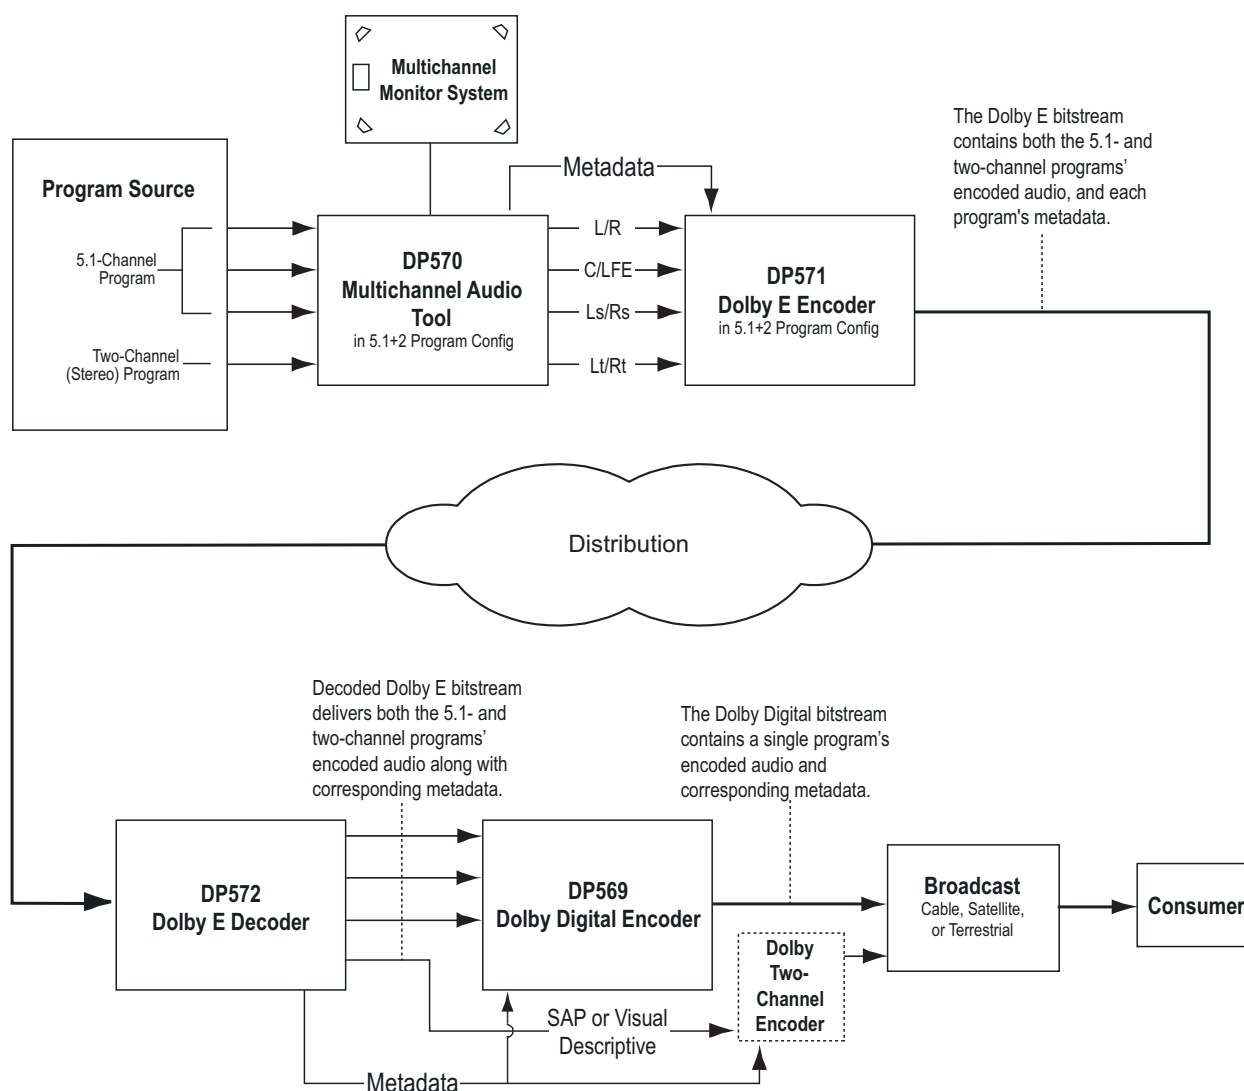 Multichannel
Monitor System
The Dolby E bitstream
contains both the 5.1- and
two-channel programs’
encoded audio, and each
program's metadata.
Metadata
Program Source
5.1-Channel
Program
Two-Channel
(Stereo) Program
DP570
Multichannel Audio
Tool
in 5.1+2 Program Config
L/R
C/LFE
Ls/Rs
Lt/Rt
DP571
Dolby E Encoder
in 5.1+2 Program Config
Distribution
Decoded Dolby E bitstream
delivers both the 5.1- and
two-channel programs’
encoded audio along with
corresponding metadata.
The Dolby Digital bitstream
contains a single program’s
encoded audio and
corresponding metadata.
DP572
Dolby E Decoder
DP569
Dolby Digital Encoder
Broadcast
Cable, Satellite,
or Terrestrial
Consumer
Dolby
Two-
Channel
Encoder
SAP or Visual
Descriptive
Metadata